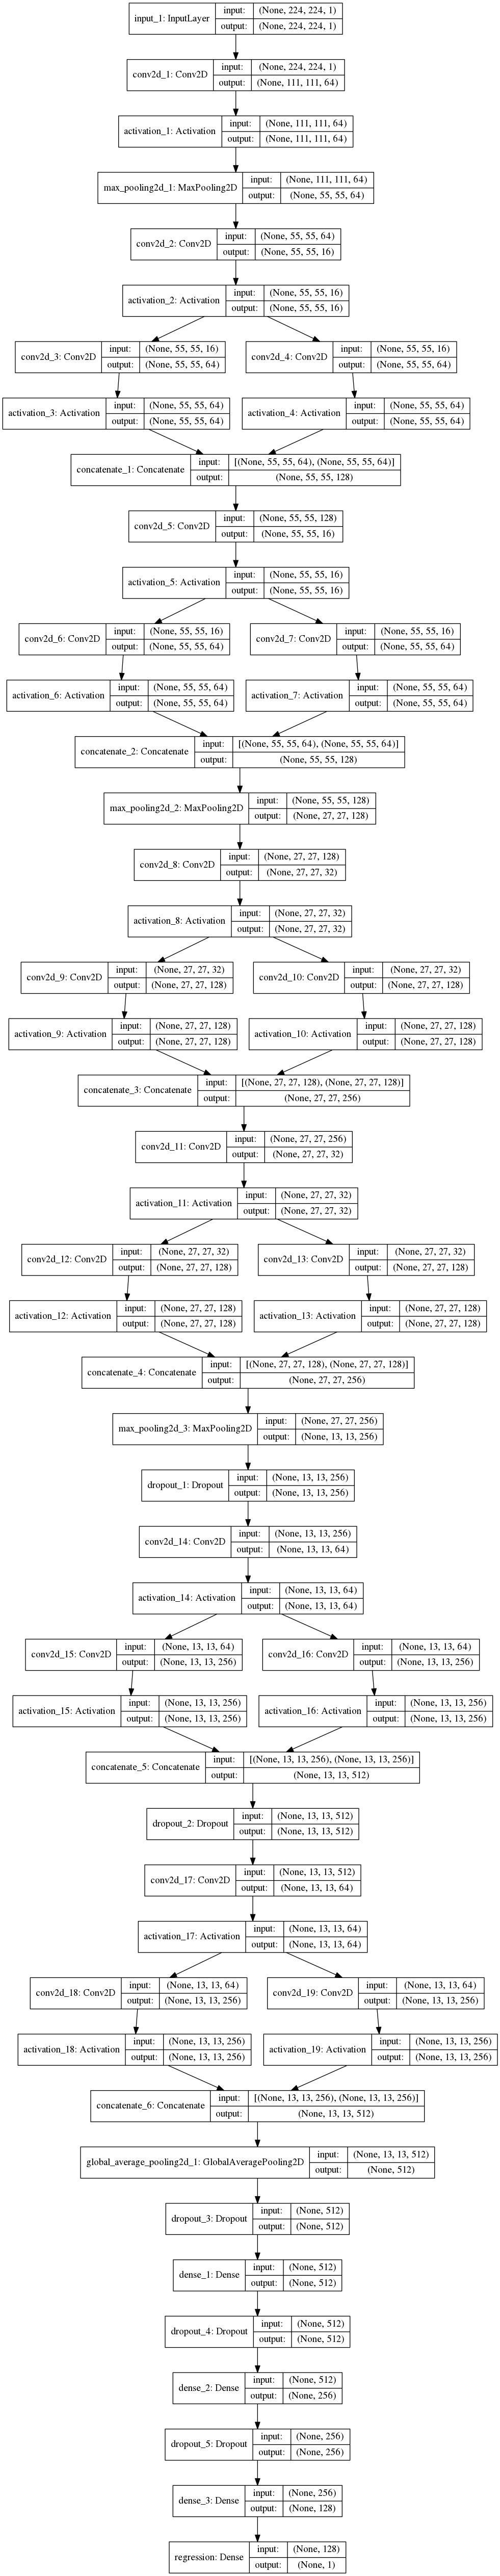 input_1: InputLayer input: (None, 224, 224, 1)
output: (None, 224, 224, 1)
conv2d_1: Conv2D input: (None, 224, 224, 1)
output: (None, 111, 111, 64)
activation_1: Activation input: (None, 111, 111, 64)
output: (None, 111, 111, 64)
max_pooling2d_1: MaxPooling2D input: (None, 111, 111, 64)
output: (None, 55, 55, 64)
conv2d_2: Conv2D input: (None, 55, 55, 64)
output: (None, 55, 55, 16)
activation_2: Activation input: (None, 55, 55, 16)
output: (None, 55, 55, 16)
conv2d_3: Conv2D input: (None, 55, 55, 16)
output: (None, 55, 55, 64)
conv2d_4: Conv2D input: (None, 55, 55, 16)
output: (None, 55, 55, 64)
activation_3: Activation input: (None, 55, 55, 64)
output: (None, 55, 55, 64)
activation_4: Activation input: (None, 55, 55, 64)
output: (None, 55, 55, 64)
concatenate_1: Concatenate input: [(None, 55, 55, 64), (None, 55, 55, 64)]
output: (None, 55, 55, 128)
conv2d_5: Conv2D input: (None, 55, 55, 128)
output: (None, 55, 55, 16)
activation_5: Activation input: (None, 55, 55, 16)
output: (None, 55, 55, 16)
conv2d_6: Conv2D input: (None, 55, 55, 16)
output: (None, 55, 55, 64)
conv2d_7: Conv2D input: (None, 55, 55, 16)
output: (None, 55, 55, 64)
activation_6: Activation input: (None, 55, 55, 64)
output: (None, 55, 55, 64)
activation_7: Activation input: (None, 55, 55, 64)
output: (None, 55, 55, 64)
concatenate_2: Concatenate input: [(None, 55, 55, 64), (None, 55, 55, 64)]
output: (None, 55, 55, 128)
max_pooling2d_2: MaxPooling2D input: (None, 55, 55, 128)
output: (None, 27, 27, 128)
conv2d_8: Conv2D input: (None, 27, 27, 128)
output: (None, 27, 27, 32)
activation_8: Activation input: (None, 27, 27, 32)
output: (None, 27, 27, 32)
conv2d_9: Conv2D input: (None, 27, 27, 32)
output: (None, 27, 27, 128)
conv2d_10: Conv2D input: (None, 27, 27, 32)
output: (None, 27, 27, 128)
activation_9: Activation input: (None, 27, 27, 128)
output: (None, 27, 27, 128)
activation_10: Activation input: (None, 27, 27, 128)
output: (None, 27, 27, 128)
concatenate_3: Concatenate input: [(None, 27, 27, 128), (None, 27, 27, 128)]
output: (None, 27, 27, 256)
conv2d_11: Conv2D input: (None, 27, 27, 256)
output: (None, 27, 27, 32)
activation_11: Activation input: (None, 27, 27, 32)
output: (None, 27, 27, 32)
conv2d_12: Conv2D input: (None, 27, 27, 32)
output: (None, 27, 27, 128)
conv2d_13: Conv2D input: (None, 27, 27, 32)
output: (None, 27, 27, 128)
activation_12: Activation input: (None, 27, 27, 128)
output: (None, 27, 27, 128)
activation_13: Activation input: (None, 27, 27, 128)
output: (None, 27, 27, 128)
concatenate_4: Concatenate input: [(None, 27, 27, 128), (None, 27, 27, 128)]
output: (None, 27, 27, 256)
max_pooling2d_3: MaxPooling2D input: (None, 27, 27, 256)
output: (None, 13, 13, 256)
dropout_1: Dropout input: (None, 13, 13, 256)
output: (None, 13, 13, 256)
conv2d_14: Conv2D input: (None, 13, 13, 256)
output: (None, 13, 13, 64)
activation_14: Activation input: (None, 13, 13, 64)
output: (None, 13, 13, 64)
conv2d_15: Conv2D input: (None, 13, 13, 64)
output: (None, 13, 13, 256)
conv2d_16: Conv2D input: (None, 13, 13, 64)
output: (None, 13, 13, 256)
activation_15: Activation input: (None, 13, 13, 256)
output: (None, 13, 13, 256)
activation_16: Activation input: (None, 13, 13, 256)
output: (None, 13, 13, 256)
concatenate_5: Concatenate input: [(None, 13, 13, 256), (None, 13, 13, 256)]
output: (None, 13, 13, 512)
dropout_2: Dropout input: (None, 13, 13, 512)
output: (None, 13, 13, 512)
conv2d_17: Conv2D input: (None, 13, 13, 512)
output: (None, 13, 13, 64)
activation_17: Activation input: (None, 13, 13, 64)
output: (None, 13, 13, 64)
conv2d_18: Conv2D input: (None, 13, 13, 64)
output: (None, 13, 13, 256)
conv2d_19: Conv2D input: (None, 13, 13, 64)
output: (None, 13, 13, 256)
activation_18: Activation input: (None, 13, 13, 256)
output: (None, 13, 13, 256)
activation_19: Activation input: (None, 13, 13, 256)
output: (None, 13, 13, 256)
concatenate_6: Concatenate input: [(None, 13, 13, 256), (None, 13, 13, 256)]
output: (None, 13, 13, 512)
global_average_pooling2d_1: GlobalAveragePooling2D input: (None, 13, 13, 512)
output: (None, 512)
dropout_3: Dropout input: (None, 512)
output: (None, 512)
dense_1: Dense input: (None, 512)
output: (None, 512)
dropout_4: Dropout input: (None, 512)
output: (None, 512)
dense_2: Dense input: (None, 512)
output: (None, 256)
dropout_5: Dropout input: (None, 256)
output: (None, 256)
dense_3: Dense input: (None, 256)
output: (None, 128)
regression: Dense input: (None, 128)
output: (None, 1)